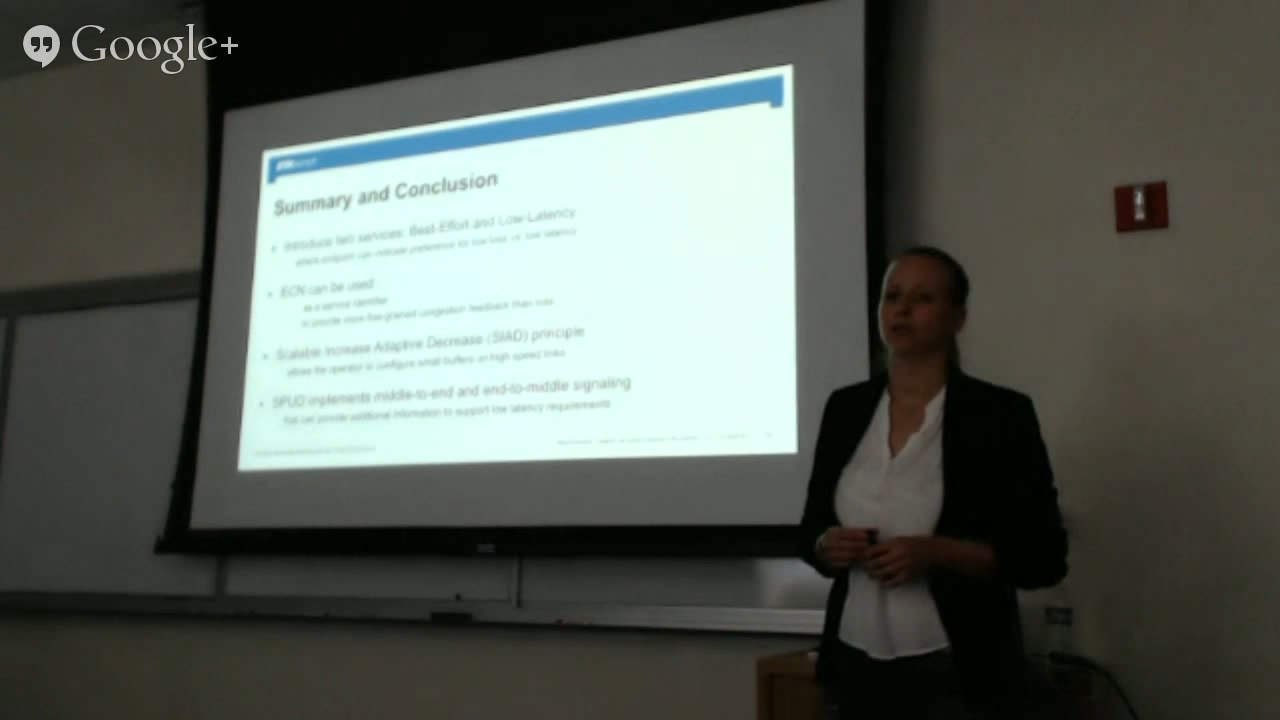 Google+
Summary and Conclusion
Introduce two services: Best-Effort and Low-Latency
where endpoint can indicate preference for low loss vs. low latency
ECN can be used
as a service identifier
to provide more fine-grained congestion feedback than loss
Scalable Increase Adaptive Decrease (SIAD) principle
allows the operator to configure small buffers on high speed links
SPUD implements middle-to-end and end-to-middle signaling
that can provide additional information to support low latency requirements